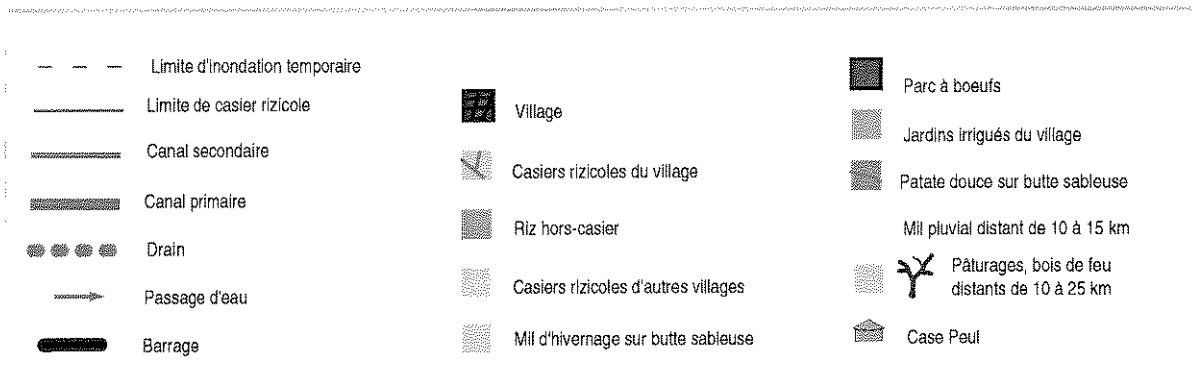 Limite d'inondation temporaire
Limite de casier rizicole
Canal secondaire
Canal primaire
Drain
Passage d'eau
Barrage
Village
Casiers rizicoles du village
Riz hors-casier
Casiers rizicoles d'autres villages
Mil d'hivernage sur butte sableuse
Parc à boeufs
Jardins irrigués du village
Patate douce sur butte sableuse
Mil pluvial distant de 10 à 15 km
Pâturages, bois de feu
distants de 10 à 25 km
Case Peul